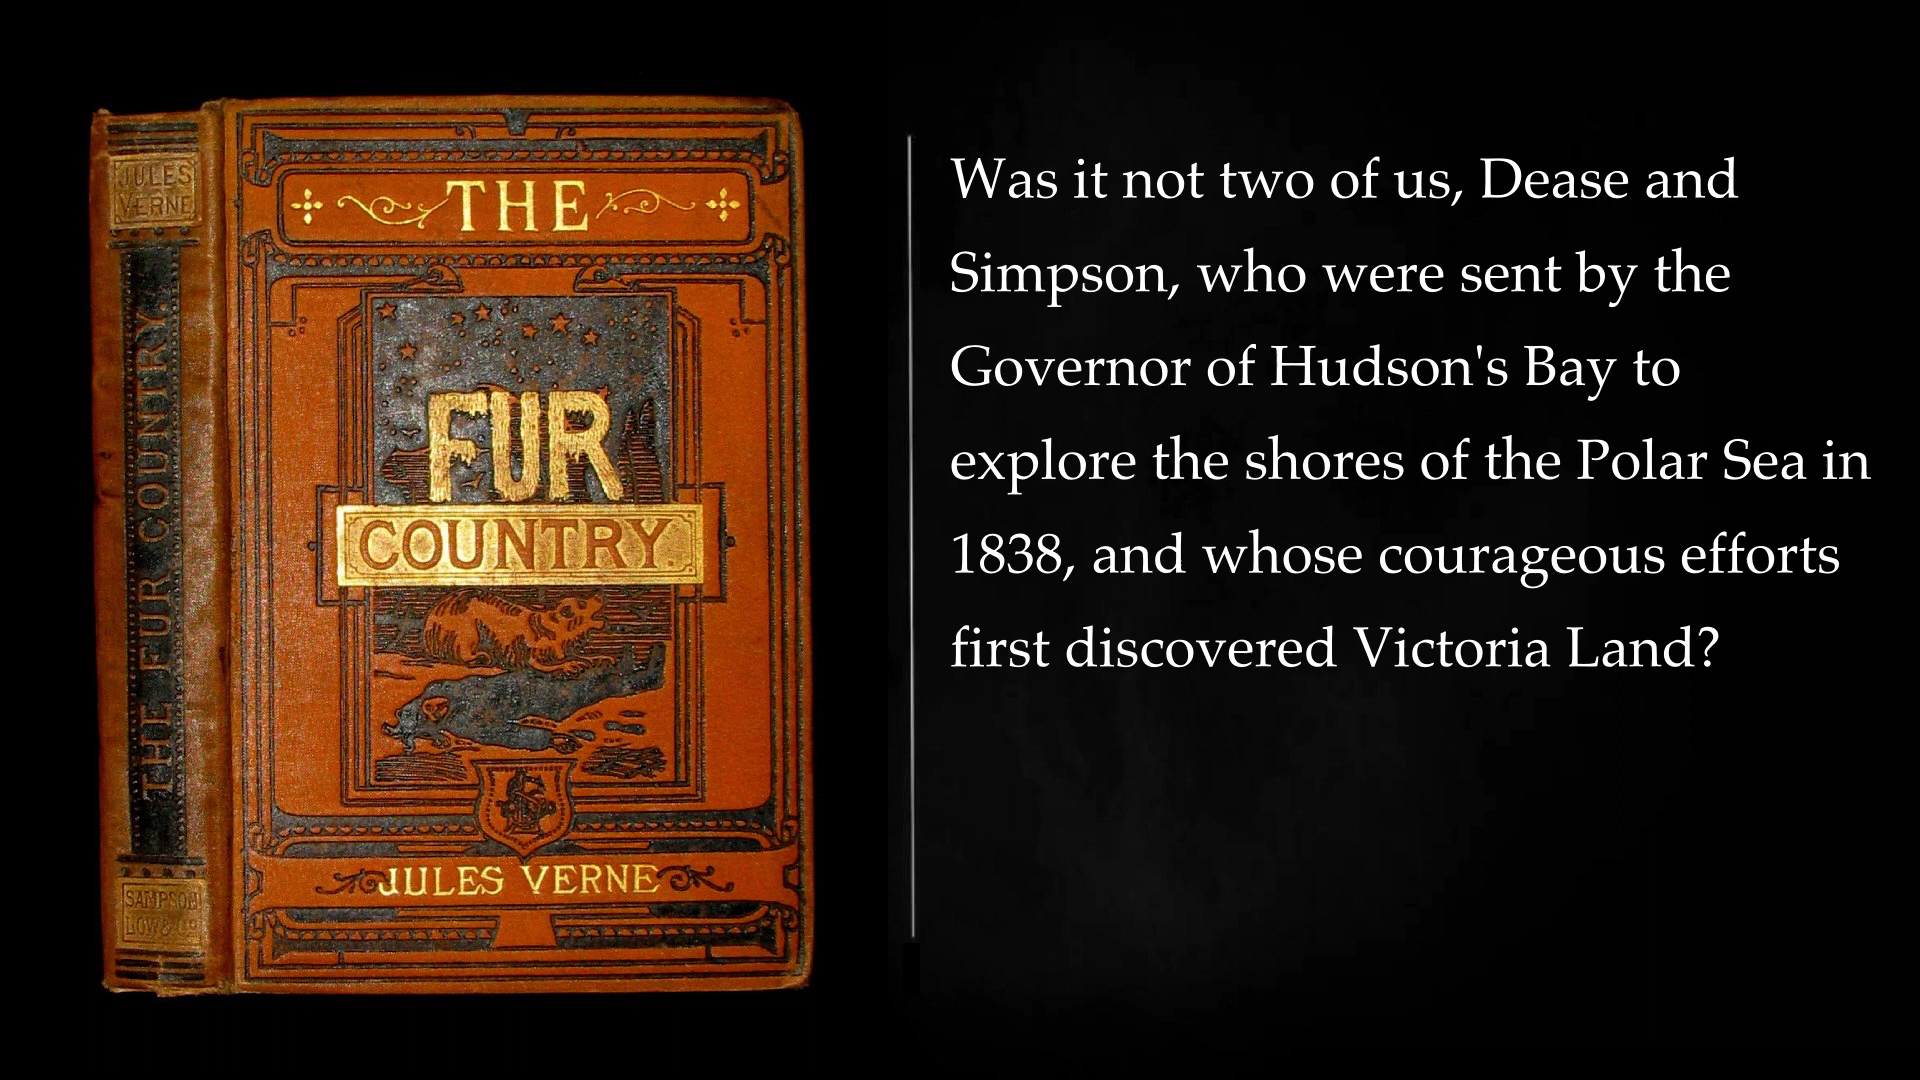 JULES
VERNE
THE FUR COUNTRY.
SAMPSON
LOW & Co
THE
FUR
COUNTRY.
JULES VERNE
Was it not two of us, Dease and
Simpson, who were sent by the
Governor of Hudson's Bay to
explore the shores of the Polar Sea in
1838, and whose courageous efforts
first discovered Victoria Land?